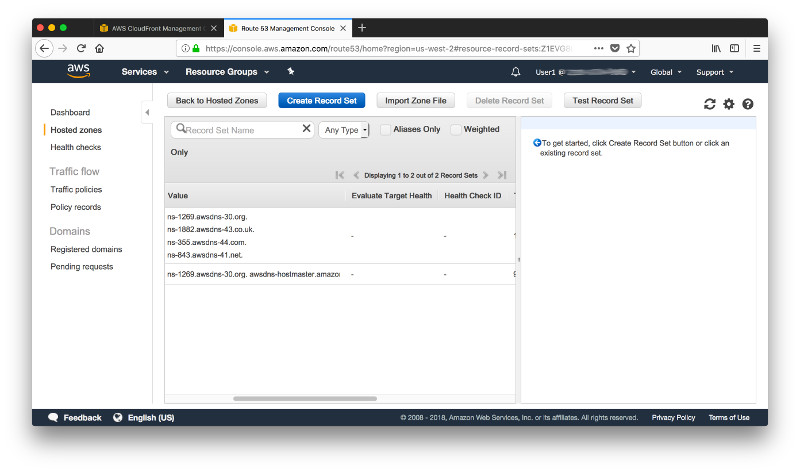 AWS CloudFront Management C
Route 53 Management Console
https://console.aws.amazon.com/route53/home?region=us-west-2#resource-record-sets:Z1EVG
aws Services Resource Groups User1 @ Global Support
Back to Hosted Zones Create Record Set Import Zone File Delete Record Set Test Record Set
Dashboard
Hosted zones
Health checks
Traffic flow
Traffic policies
Policy records
Domains
Registered domains
Pending requests
Record Set Name Any Type Aliases Only Weighted
Only
Displaying 1 to 2 out of 2 Record Sets
Value Evaluate Target Health Health Check ID
ns-1269.awsdns-30.org.
ns-1882.awsdns-43.co.uk.
ns-355.awsdns-44.com.
ns-843.awsdns-41.net.
- -
ns-1269.awsdns-30.org. awsdns-hostmaster.amazo - -
To get started, click Create Record Set button or click an
existing record set.
Feedback English (US) © 2008 - 2018, Amazon Web Services, Inc. or its affiliates. All rights reserved. Privacy Policy Terms of Use